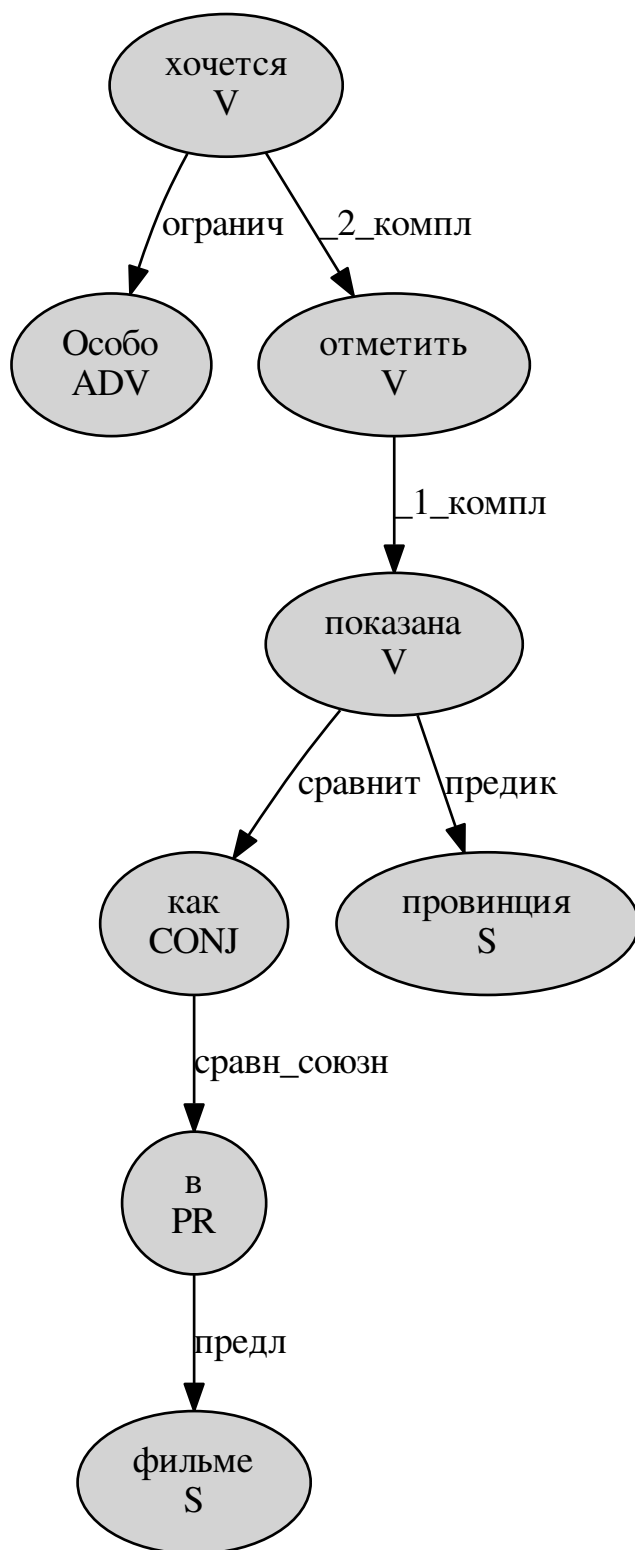 хочется
V
огранич
_2_компл
Особо
ADV
отметить
V
_1_компл
показана
V
сравнит
предик
как
CONJ
провинция
S
сравн_союзн
в
PR
предл
фильме
S